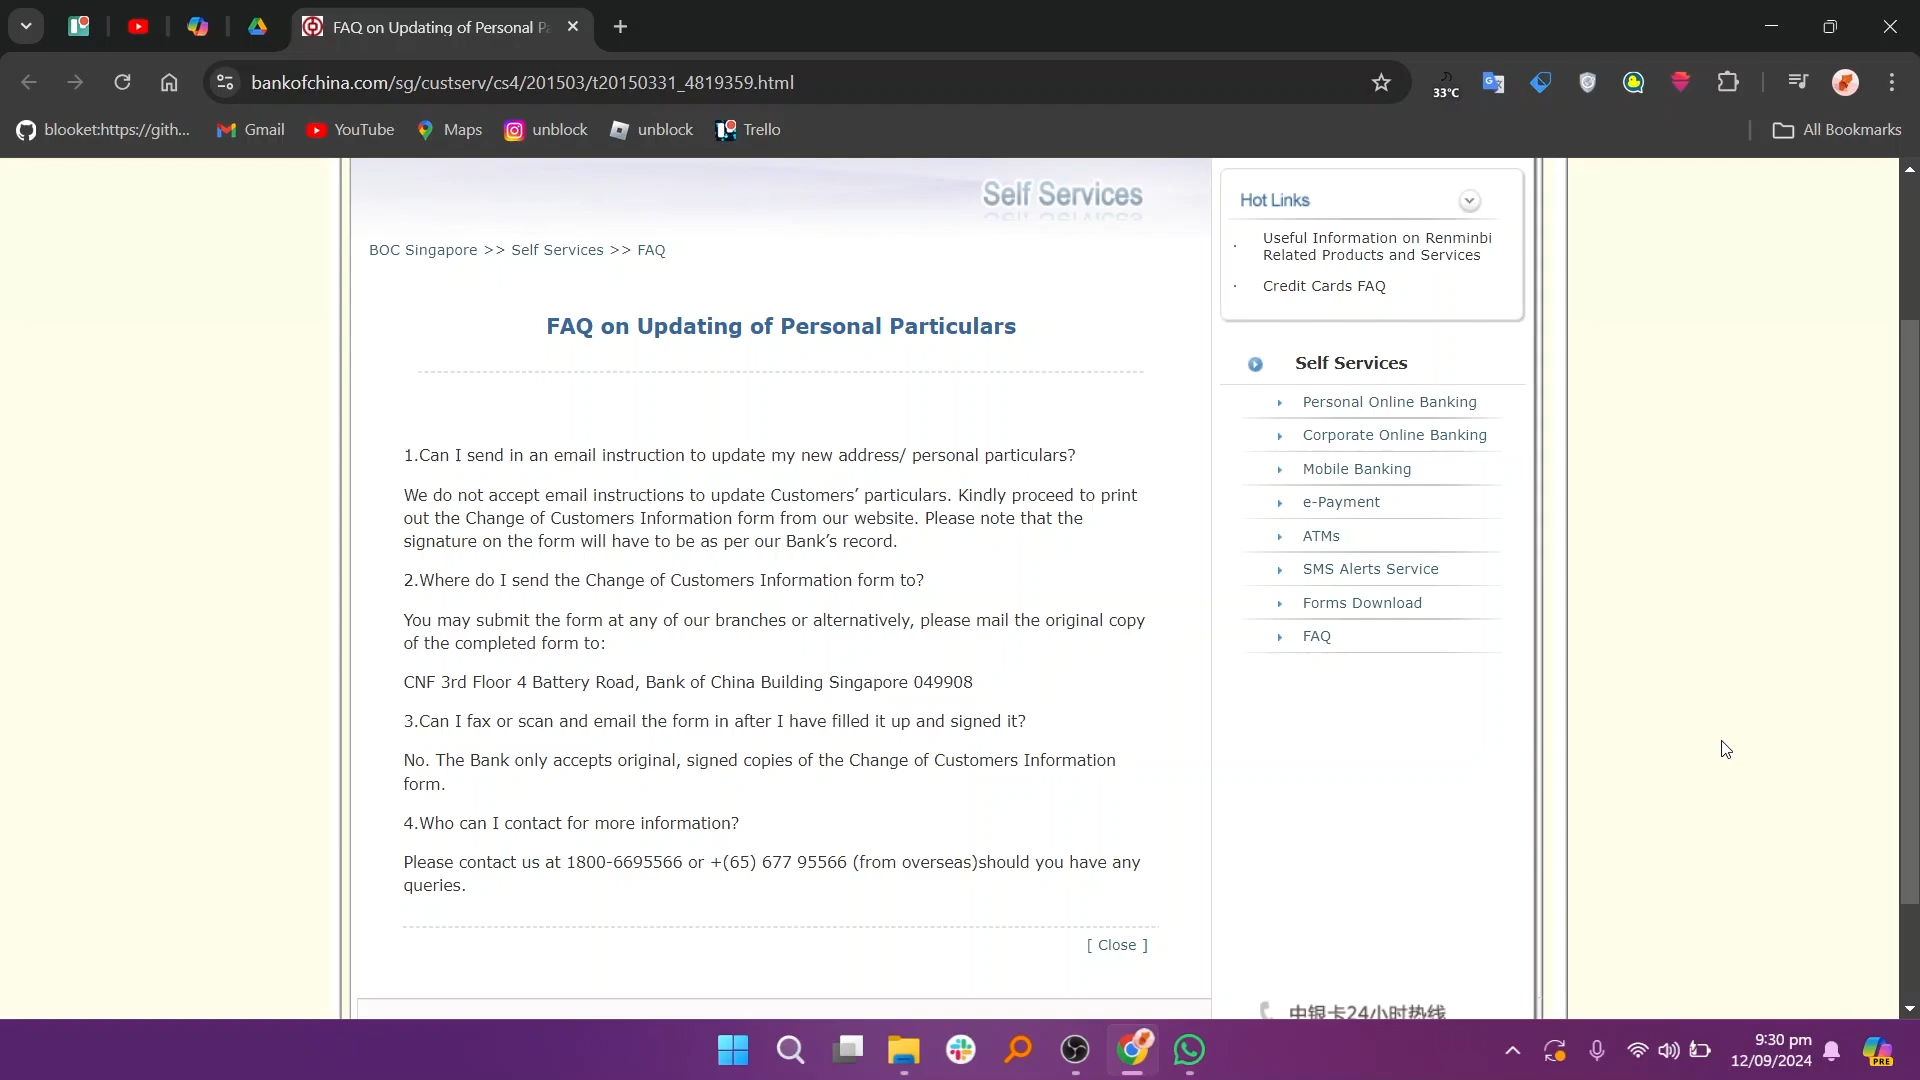 FAQ on Updating of Personal P
bankofchina.com/sg/custserv/cs4/201503/t20150331_4819359.html
33°C
blooket:https://gith...
Gmail
YouTube
Maps
unblock
unblock
Trello
All Bookmarks
Self Services
BOC Singapore >> Self Services >> FAQ
FAQ on Updating of Personal Particulars
1.Can I send in an email instruction to update my new address/ personal particulars?
We do not accept email instructions to update Customers’ particulars. Kindly proceed to print
out the Change of Customers Information form from our website. Please note that the
signature on the form will have to be as per our Bank’s record.
2.Where do I send the Change of Customers Information form to?
You may submit the form at any of our branches or alternatively, please mail the original copy
of the completed form to:
CNF 3rd Floor 4 Battery Road, Bank of China Building Singapore 049908
3.Can I fax or scan and email the form in after I have filled it up and signed it?
No. The Bank only accepts original, signed copies of the Change of Customers Information
form.
4.Who can I contact for more information?
Please contact us at 1800-6695566 or +(65) 677 95566 (from overseas)should you have any
queries.
[ Close ]
Hot Links
Useful Information on Renminbi
Related Products and Services
Credit Cards FAQ
Self Services
Personal Online Banking
Corporate Online Banking
Mobile Banking
e-Payment
ATMs
SMS Alerts Service
Forms Download
FAQ
中银卡24小时热线
9:30 pm
12/09/2024
PRE